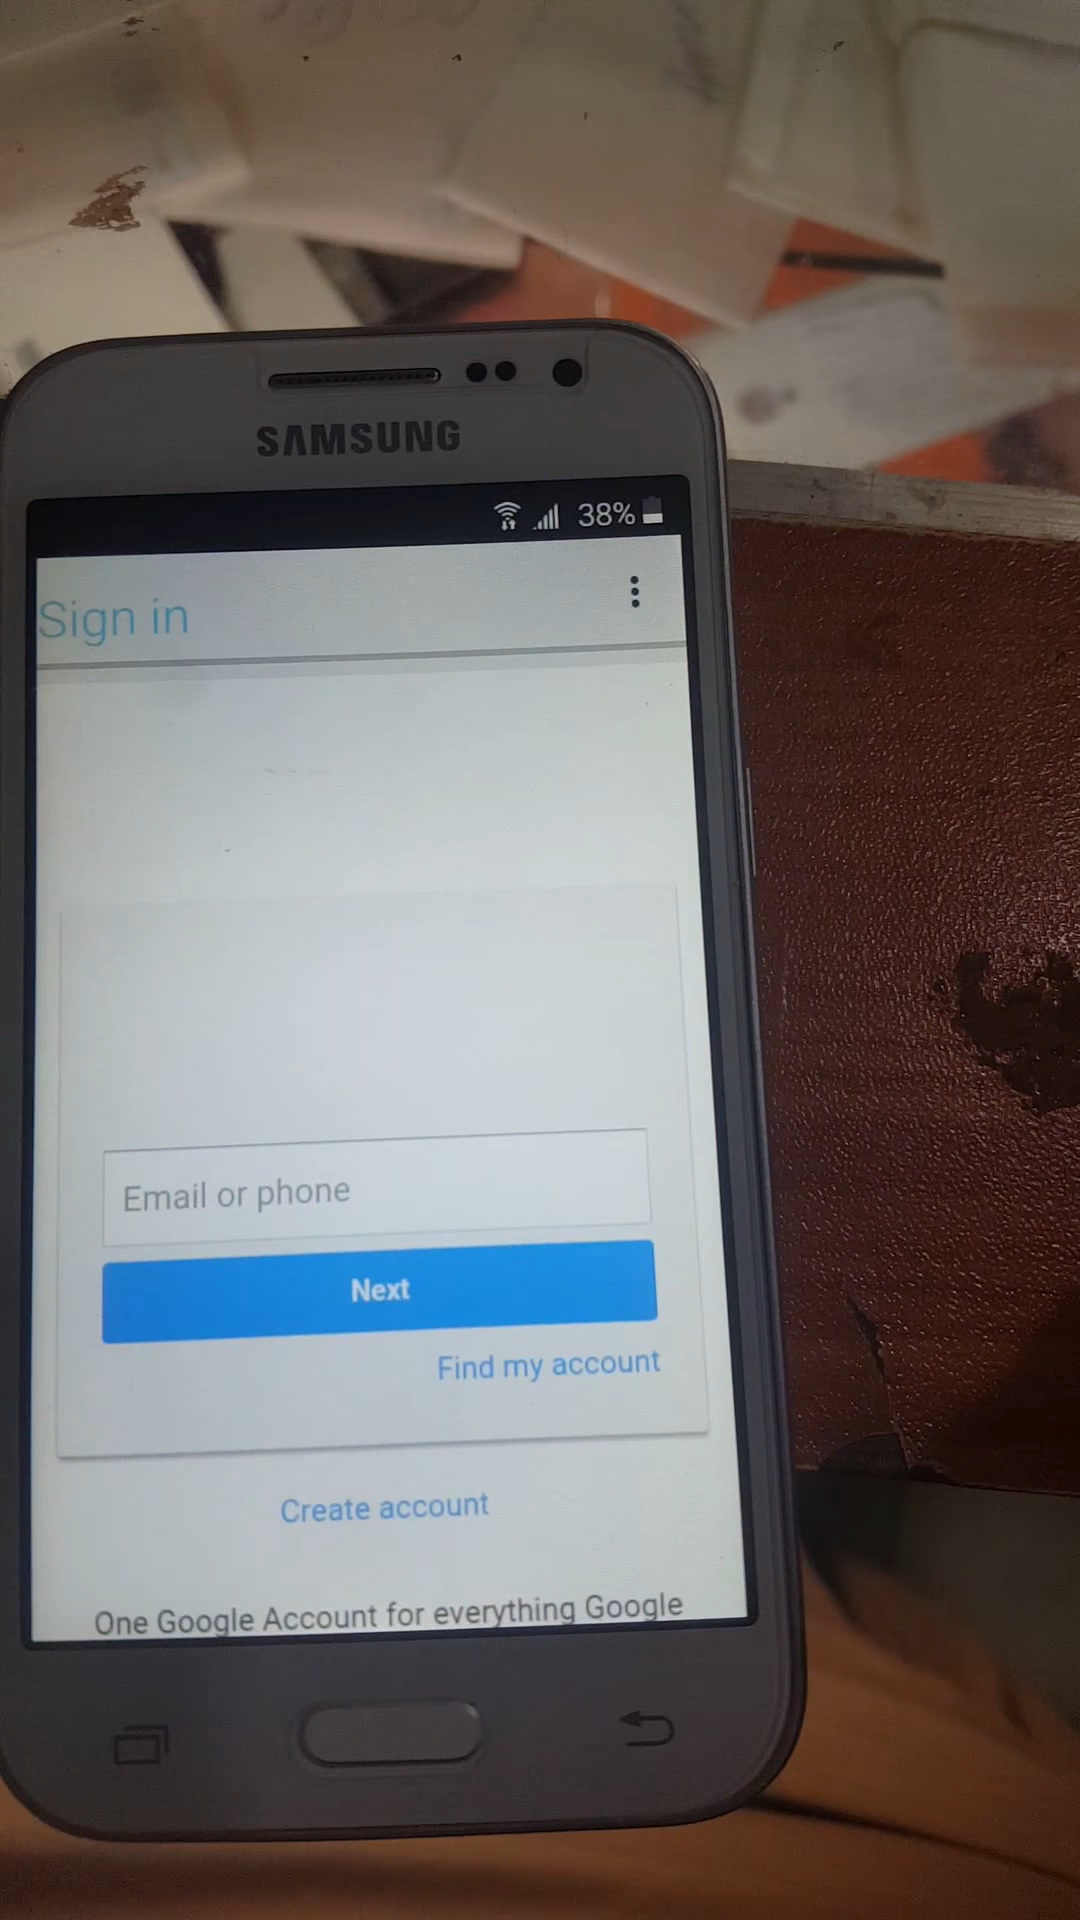 SAMSUNG
38%
Sign in
Email or phone
Next
Find my account
Create account
One Google Account for everything Google